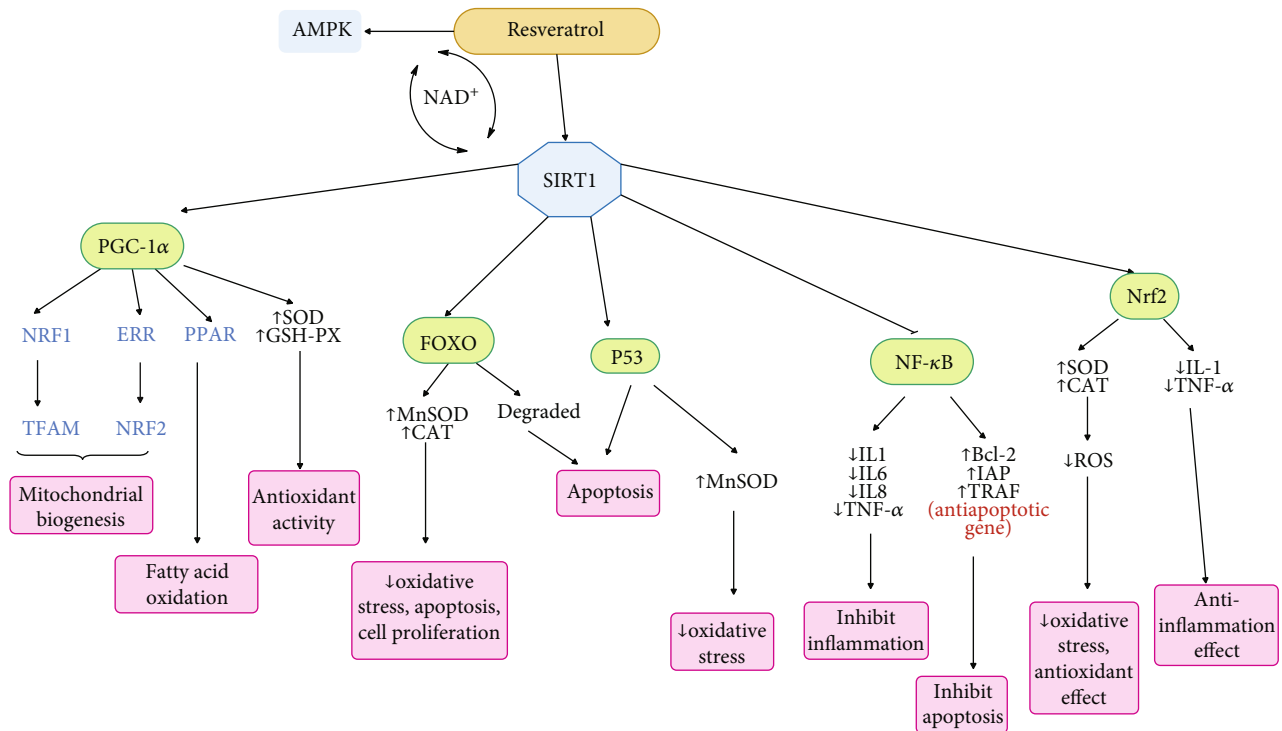 AMPK
Resveratrol
NAD⁺
SIRT1
PGC-1α
NRF1
ERR
PPAR
↑SOD
↑GSH-PX
TFAM
NRF2
Mitochondrial
biogenesis
Fatty acid
oxidation
Antioxidant
activity
FOXO
↑MnSOD
↑CAT
Degraded
↓oxidative
stress, apoptosis,
cell proliferation
P53
Apoptosis
↑MnSOD
↓oxidative
stress
NF-κB
↓IL1
↓IL6
↓IL8
↓TNF-α
↑Bcl-2
↑IAP
↑TRAF
(antiapoptotic
gene)
Inhibit
inflammation
Inhibit
apoptosis
Nrf2
↑SOD
↑CAT
↓IL-1
↓TNF-α
↓ROS
↓oxidative
stress,
antioxidant
effect
Anti-
inflammation
effect